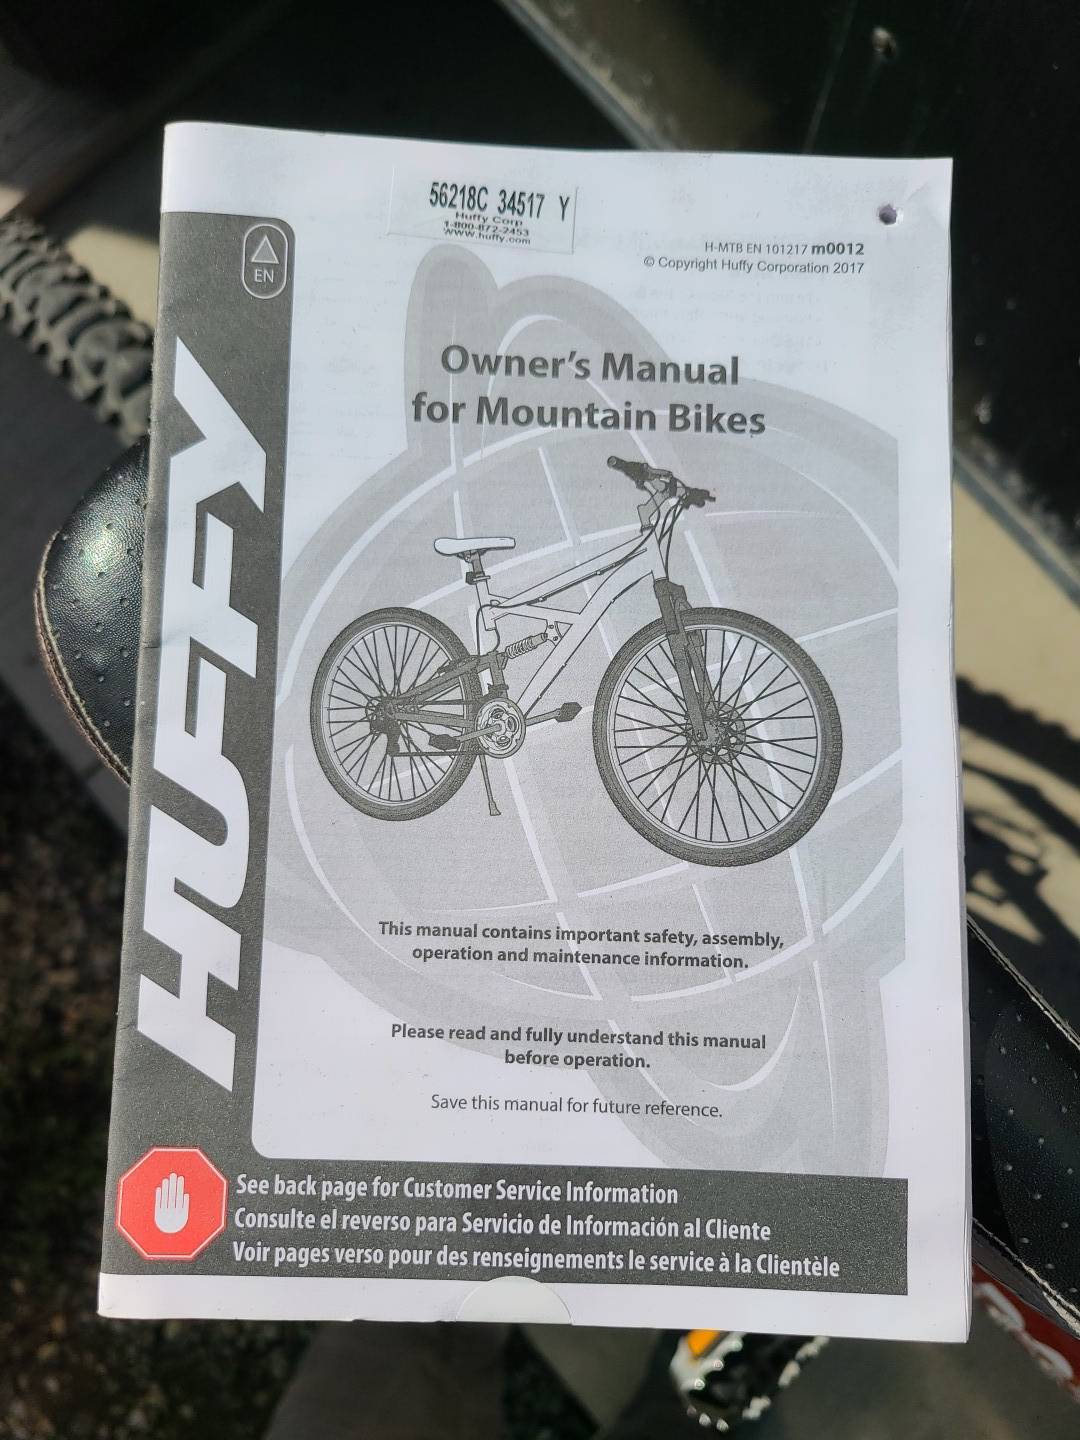 56218C 34517 Y
Huffy Corp
1-800-872-2453
www.huffy.com
H-MTB EN 101217 m0012
© Copyright Huffy Corporation 2017
EN
HUFFY
Owner's Manual
for Mountain Bikes
This manual contains important safety, assembly,
operation and maintenance information.
Please read and fully understand this manual
before operation.
Save this manual for future reference.
See back page for Customer Service Information
Consulte el reverso para Servicio de Información al Cliente
Voir pages verso pour des renseignements le service à la Clientèle